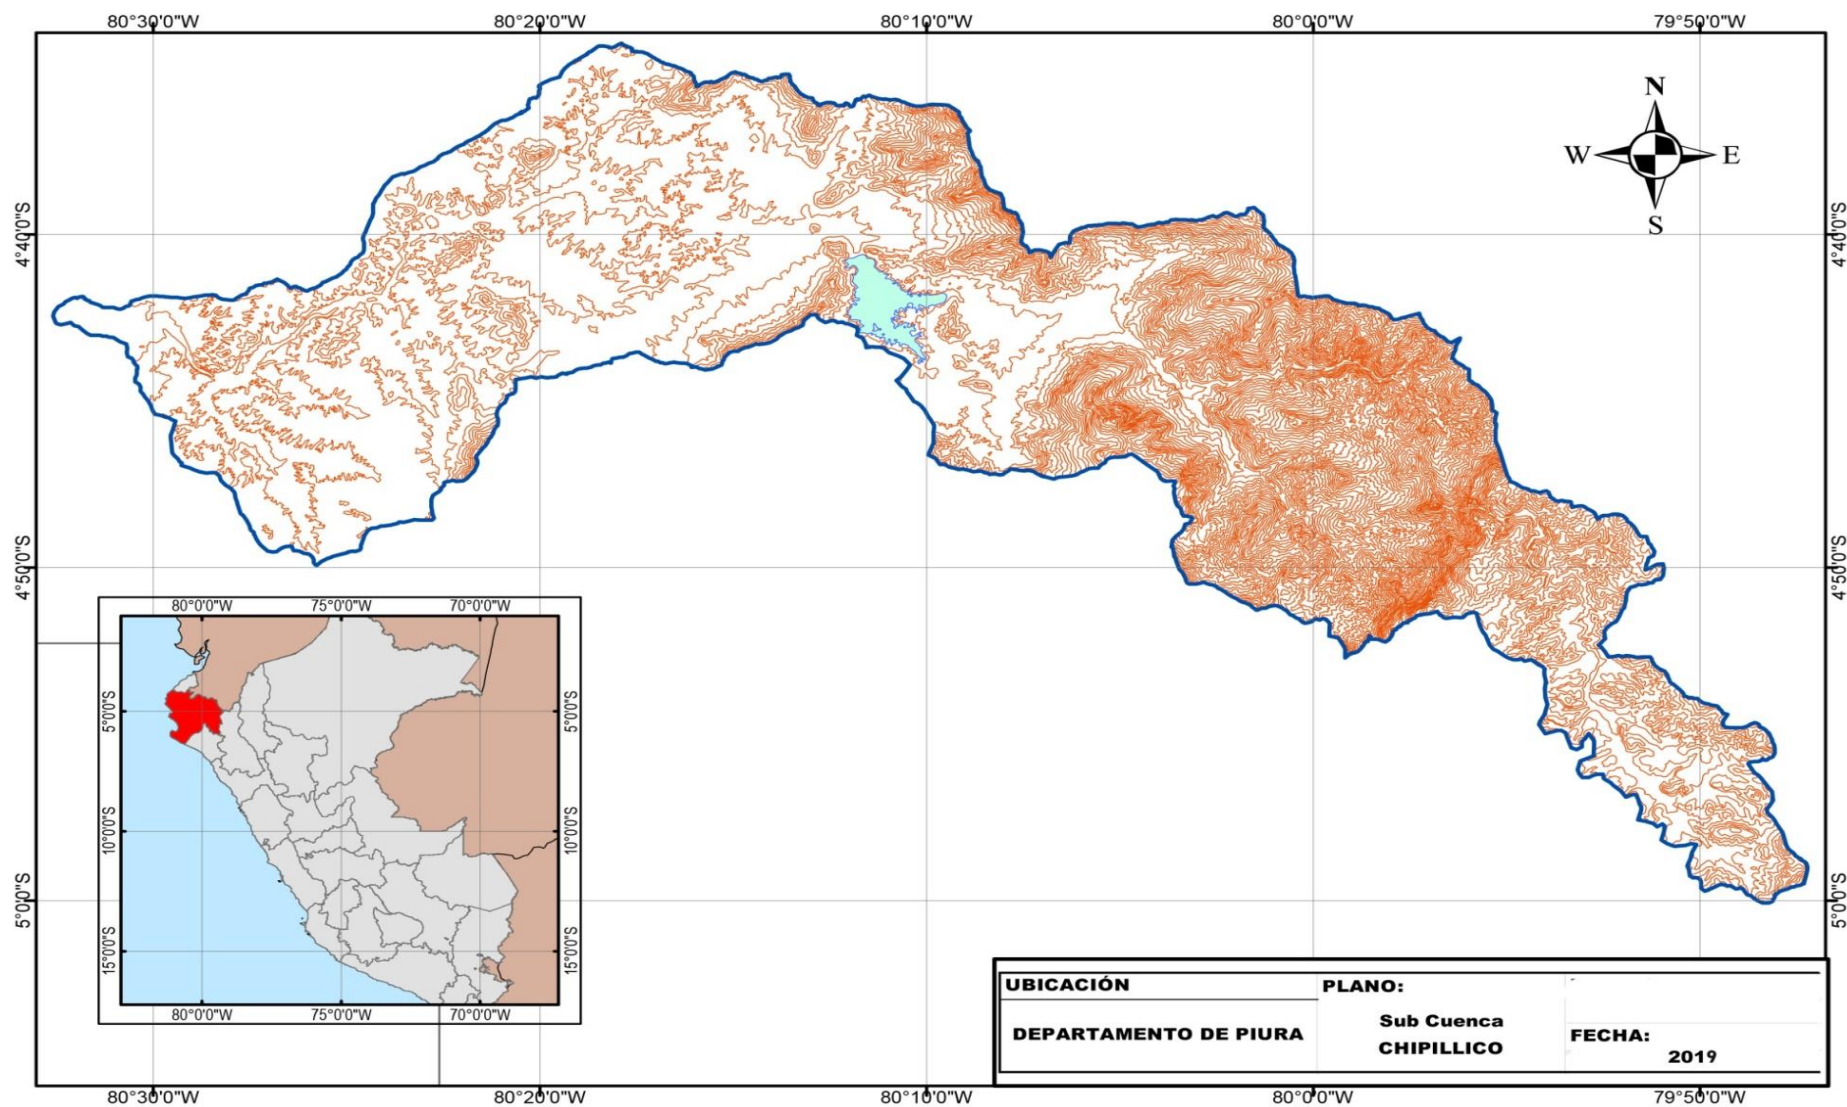 80°30'0"W 80°20'0"W 80°10'0"W 80°0'0"W 79°50'0"W
N
W E
S
4°40'0"S 4°40'0"S
4°50'0"S 4°50'0"S
80°0'0"W 75°0'0"W 70°0'0"W
5°0'0"S 5°0'0"S
10°0'0"S 10°0'0"S
15°0'0"S 15°0'0"S
80°0'0"W 75°0'0"W 70°0'0"W
5°0'0"S 5°0'0"S
UBICACIÓN
DEPARTAMENTO DE PIURA
PLANO:
Sub Cuenca
CHIPILLICO
FECHA:
2019
80°30'0"W 80°20'0"W 80°10'0"W 80°0'0"W 79°50'0"W